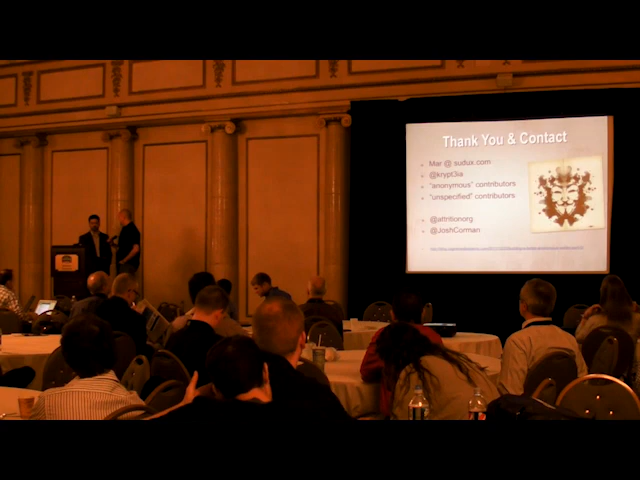 Thank You & Contact
Mar @ sudux.com
@krypt3ia
"anonymous" contributors
"unspecified" contributors
@attritionorg
@JoshCorman